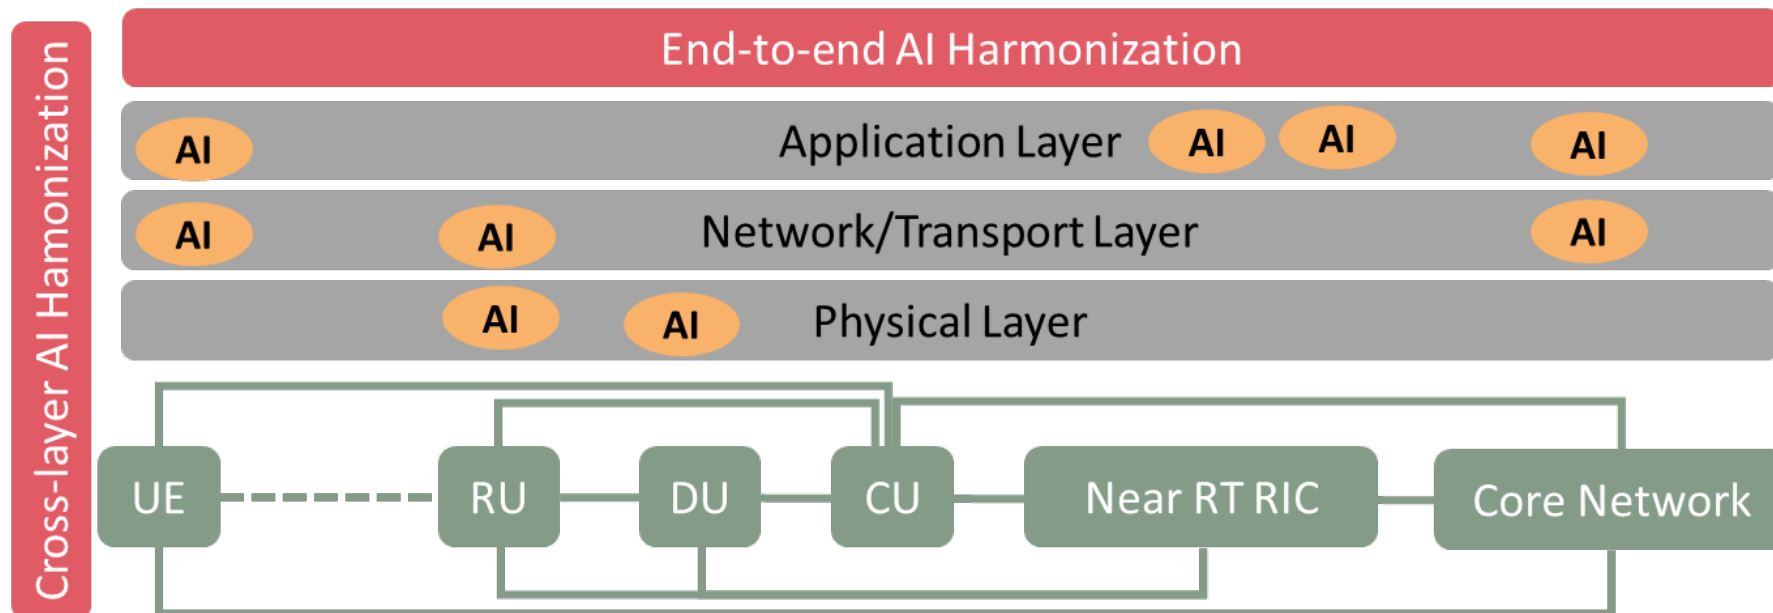 Cross-layer AI Hamonization
End-to-end AI Harmonization
AI Application Layer AI AI AI
AI AI Network/Transport Layer AI
AI AI Physical Layer
UE RU DU CU Near RT RIC Core Network